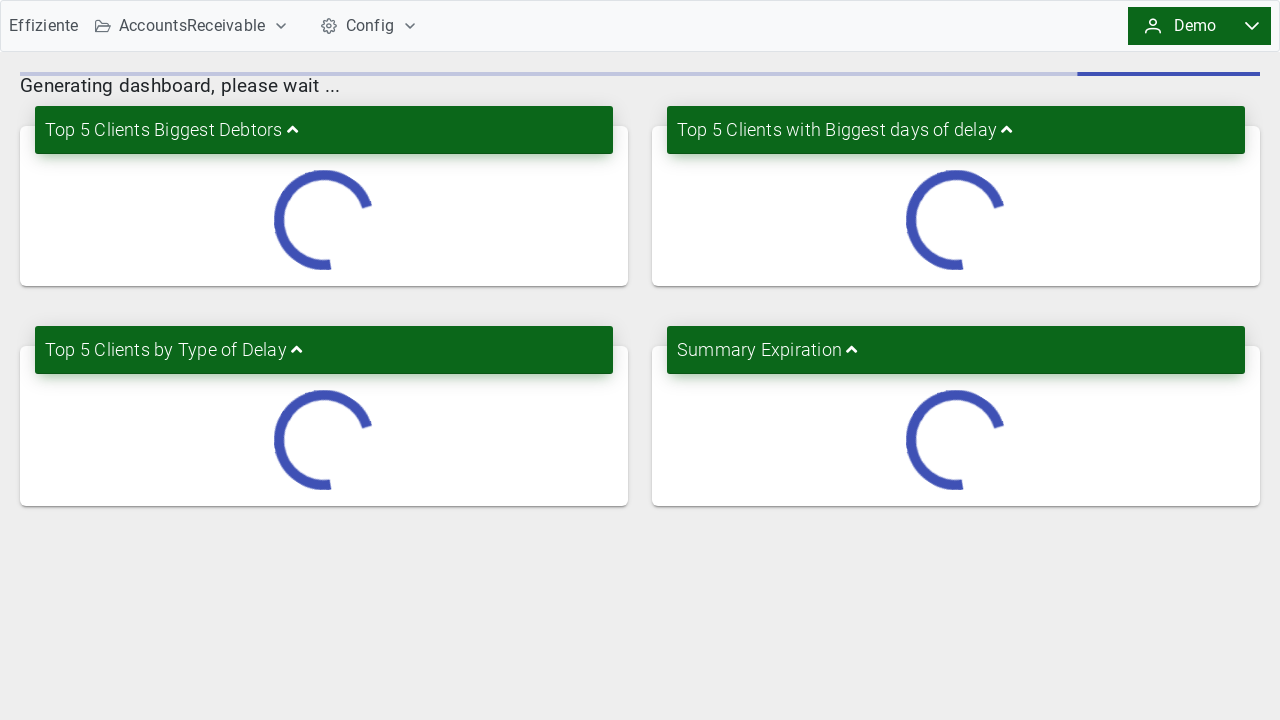 Effiziente AccountsReceivable Config Demo
Generating dashboard, please wait ...
Top 5 Clients Biggest Debtors
Top 5 Clients with Biggest days of delay
Top 5 Clients by Type of Delay
Summary Expiration